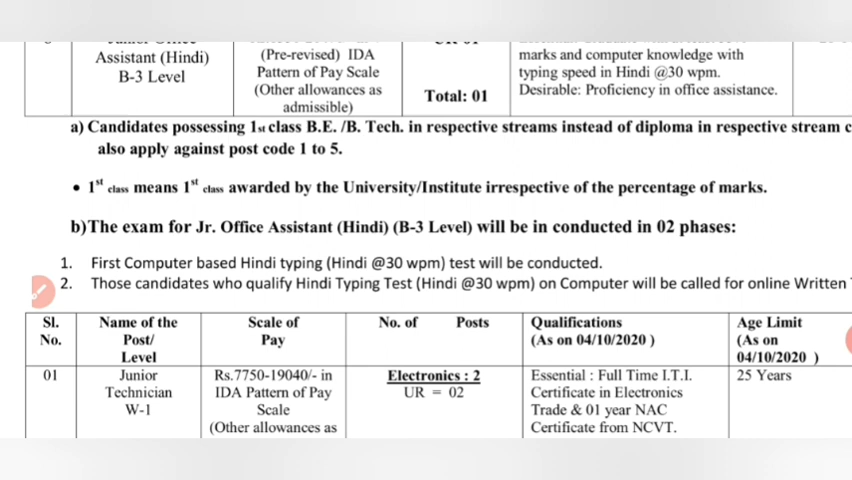 Assistant (Hindi)
B-3 Level
(Pre-revised) IDA
Pattern of Pay Scale
(Other allowances as
admissible)
Total: 01
marks and computer knowledge with
typing speed in Hindi @30 wpm.
Desirable: Proficiency in office assistance.
a) Candidates possessing 1st class B.E. /B. Tech. in respective streams instead of diploma in respective stream c
also apply against post code 1 to 5.
• 1st class means 1st class awarded by the University/Institute irrespective of the percentage of marks.
b)The exam for Jr. Office Assistant (Hindi) (B-3 Level) will be in conducted in 02 phases:
1. First Computer based Hindi typing (Hindi @30 wpm) test will be conducted.
2. Those candidates who qualify Hindi Typing Test (Hindi @30 wpm) on Computer will be called for online Written
Sl.
No.
Name of the
Post/
Level
Scale of
Pay
No. of Posts
Qualifications
(As on 04/10/2020 )
Age Limit
(As on
04/10/2020 )
01
Junior
Technician
W-1
Rs.7750-19040/- in
IDA Pattern of Pay
Scale
(Other allowances as
Electronics : 2
UR = 02
Essential : Full Time I.T.I.
Certificate in Electronics
Trade & 01 year NAC
Certificate from NCVT.
25 Years